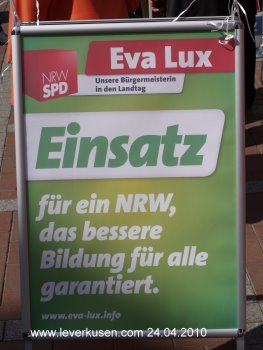 Eva Lux
NRW
SPD
Unsere Bürgermeisterin
in den Landtag
Einsatz
für ein NRW,
das bessere
Bildung für alle
garantiert.
www.eva-lux.info
www.leverkusen.com 24.04.2010